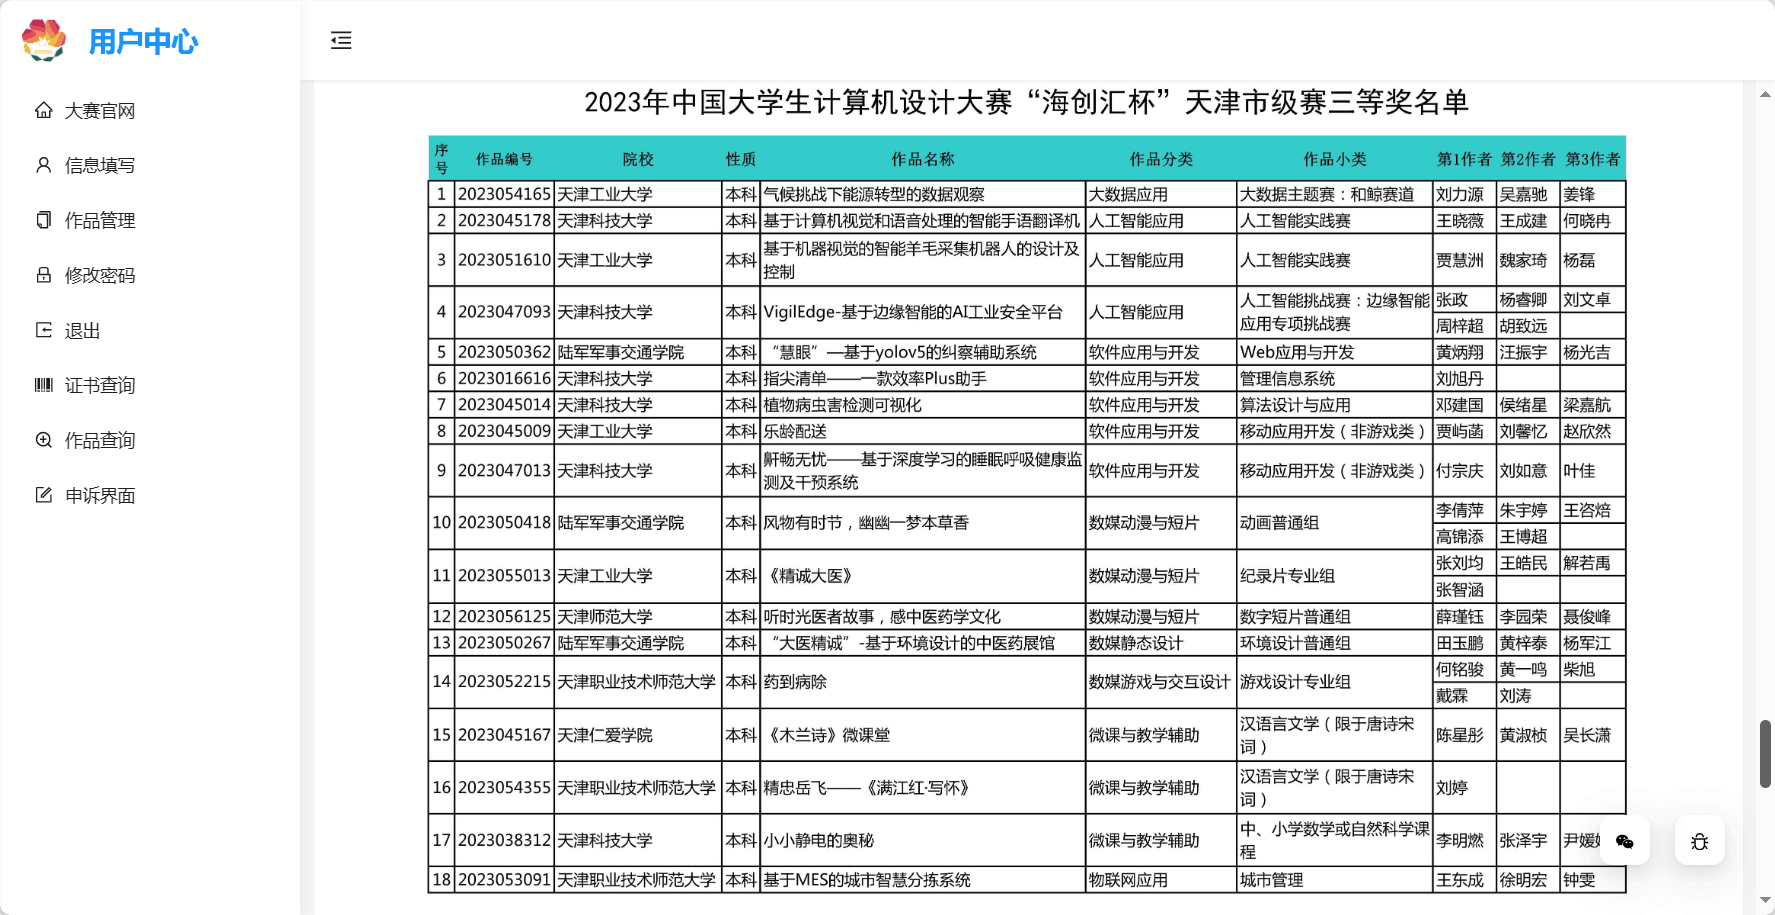 用户中心
大赛官网
信息填写
作品管理
修改密码
退出
证书查询
作品查询
申诉界面
2023年中国大学生计算机设计大赛“海创汇杯”天津市级赛三等奖名单
序号 作品编号 院校 性质 作品名称 作品分类 作品小类 第1作者 第2作者 第3作者
1 2023054165 天津工业大学 本科 气候挑战下能源转型的数据观察 大数据应用 大数据主题赛：和鲸赛道 刘力源 吴嘉驰 姜锋
2 2023045178 天津科技大学 本科 基于计算机视觉和语音处理的智能手语翻译机 人工智能应用 人工智能实践赛 王晓薇 王成建 何晓冉
3 2023051610 天津工业大学 本科 基于机器视觉的智能羊毛采集机器人的设计及控制 人工智能应用 人工智能实践赛 贾慧洲 魏家琦 杨磊
4 2023047093 天津科技大学 本科 VigilEdge-基于边缘智能的AI工业安全平台 人工智能应用 人工智能挑战赛：边缘智能应用专项挑战赛 张政 杨睿卿 刘文卓
周梓超 胡致远
5 2023050362 陆军军事交通学院 本科 “慧眼”—基于yolov5的纠察辅助系统 软件应用与开发 Web应用与开发 黄炳翔 汪振宇 杨光吉
6 2023016616 天津科技大学 本科 指尖清单——一款效率Plus助手 软件应用与开发 管理信息系统 刘旭丹
7 2023045014 天津科技大学 本科 植物病虫害检测可视化 软件应用与开发 算法设计与应用 邓建国 侯绪星 梁嘉航
8 2023045009 天津工业大学 本科 乐龄配送 软件应用与开发 移动应用开发（非游戏类） 贾屿菡 刘馨忆 赵欣然
9 2023047013 天津科技大学 本科 鼾畅无忧——基于深度学习的睡眠呼吸健康监测及干预系统 软件应用与开发 移动应用开发（非游戏类） 付宗庆 刘如意 叶佳
10 2023050418 陆军军事交通学院 本科 风物有时节，幽幽一梦本草香 数媒动漫与短片 动画普通组 李倩萍 朱宇婷 王咨焙
高锦添 王博超
11 2023055013 天津工业大学 本科 《精诚大医》 数媒动漫与短片 纪录片专业组 张刘均 王皓民 解若禹
张智涵
12 2023056125 天津师范大学 本科 听时光医者故事，感中医药学文化 数媒动漫与短片 数字短片普通组 薛瑾钰 李园荣 聂俊峰
13 2023050267 陆军军事交通学院 本科 “大医精诚”-基于环境设计的中医药展馆 数媒静态设计 环境设计普通组 田玉鹏 黄梓泰 杨军江
14 2023052215 天津职业技术师范大学 本科 药到病除 数媒游戏与交互设计 游戏设计专业组 何铭骏 黄一鸣 柴旭
戴霖 刘涛
15 2023045167 天津仁爱学院 本科 《木兰诗》微课堂 微课与教学辅助 汉语言文学（限于唐诗宋词） 陈星彤 黄淑桢 吴长潇
16 2023054355 天津职业技术师范大学 本科 精忠岳飞——《满江红·写怀》 微课与教学辅助 汉语言文学（限于唐诗宋词） 刘婷
17 2023038312 天津科技大学 本科 小小静电的奥秘 微课与教学辅助 中、小学数学或自然科学课程 李明燃 张泽宇 尹媛
18 2023053091 天津职业技术师范大学 本科 基于MES的城市智慧分拣系统 物联网应用 城市管理 王东成 徐明宏 钟雯